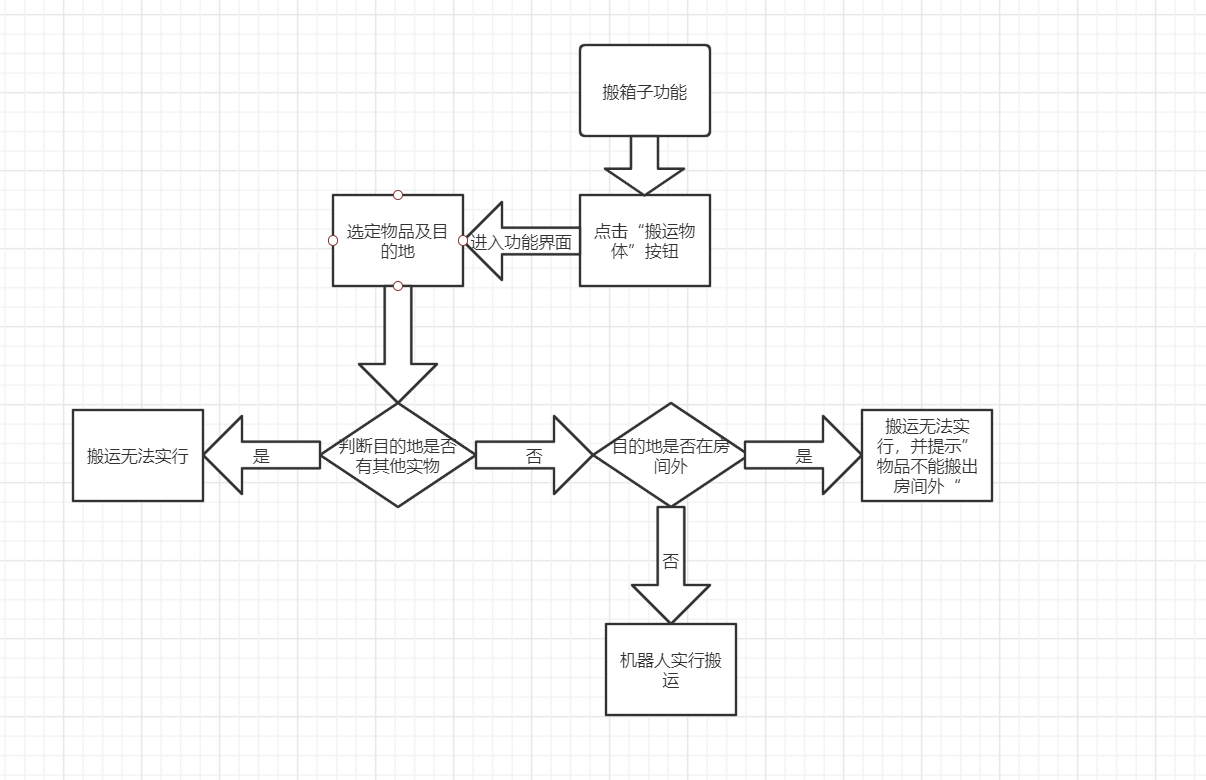 搬箱子功能
选定物品及目
的地
进入功能界面
点击“搬运物
体”按钮
搬运无法实行
是
判断目的地是否
有其他实物
否
目的地是否在房
间外
是
搬运无法实
行，并提示”
物品不能搬出
房间外“
否
机器人实行搬
运